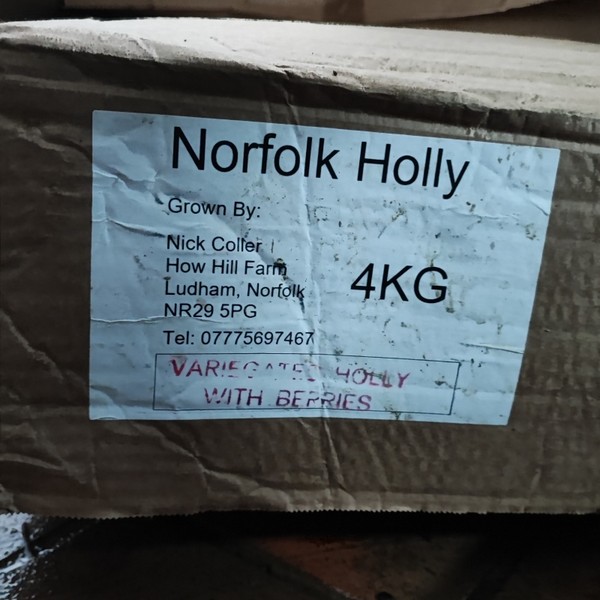 Norfolk Holly
Grown By:
Nick Coller
How Hill Farm
Ludham, Norfolk
NR29 5PG
4KG
Tel: 07775697467
VARIEGATED HOLLY
WITH BERRIES